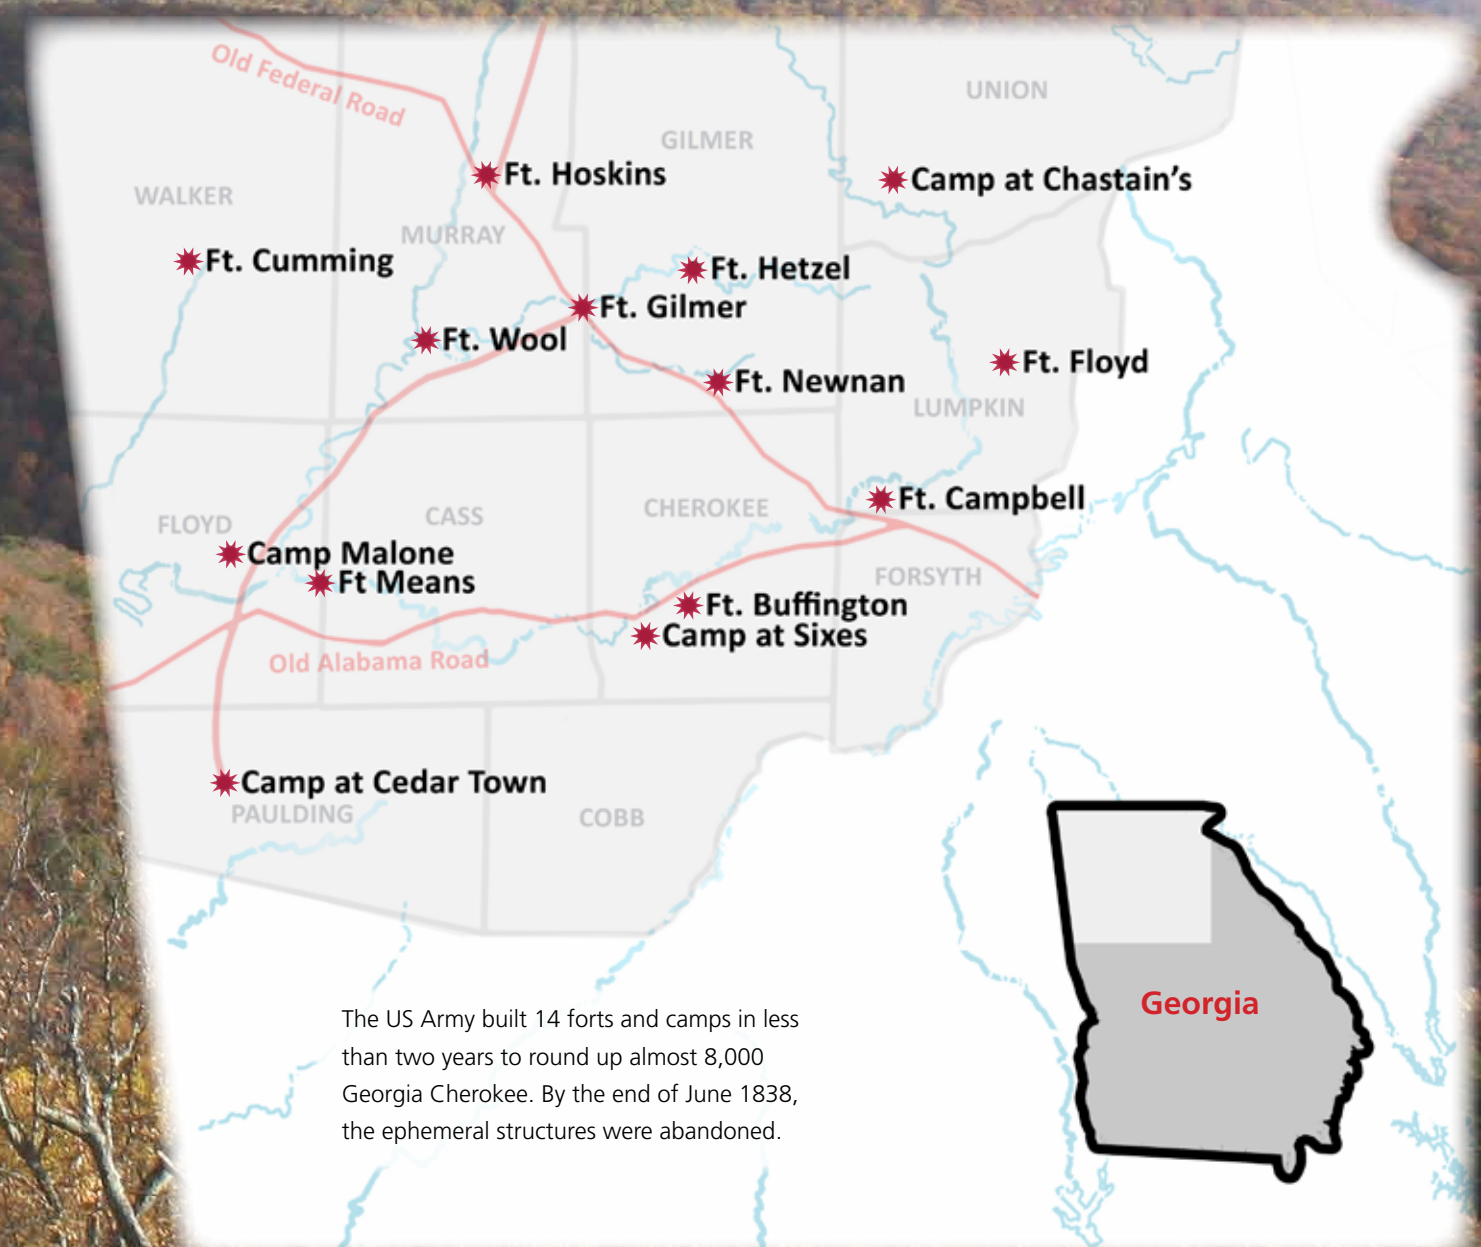 Old Federal Road
UNION
GILMER
Ft. Hoskins
Camp at Chastain's
WALKER
MURRAY
Ft. Cumming
Ft. Hetzel
Ft. Gilmer
Ft. Wool
Ft. Floyd
Ft. Newnan
LUMPKIN
Ft. Campbell
CHEROKEE
CASS
FLOYD
Camp Malone
Ft Means
FORSYTH
Ft. Buffington
Camp at Sixes
Old Alabama Road
Camp at Cedar Town
PAULDING
COBB
Georgia
The US Army built 14 forts and camps in less
than two years to round up almost 8,000
Georgia Cherokee. By the end of June 1838,
the ephemeral structures were abandoned.